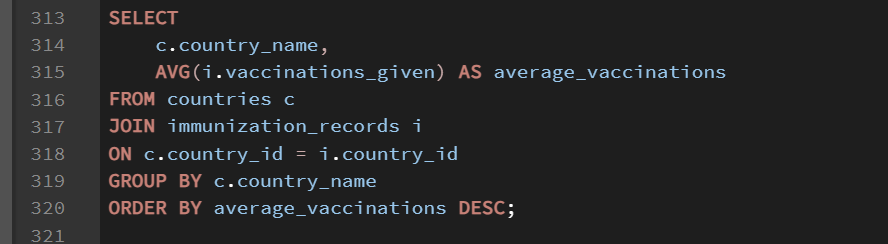 313 SELECT
314     c.country_name,
315     AVG(i.vaccinations_given) AS average_vaccinations
316 FROM countries c
317 JOIN immunization_records i
318 ON c.country_id = i.country_id
319 GROUP BY c.country_name
320 ORDER BY average_vaccinations DESC;
321